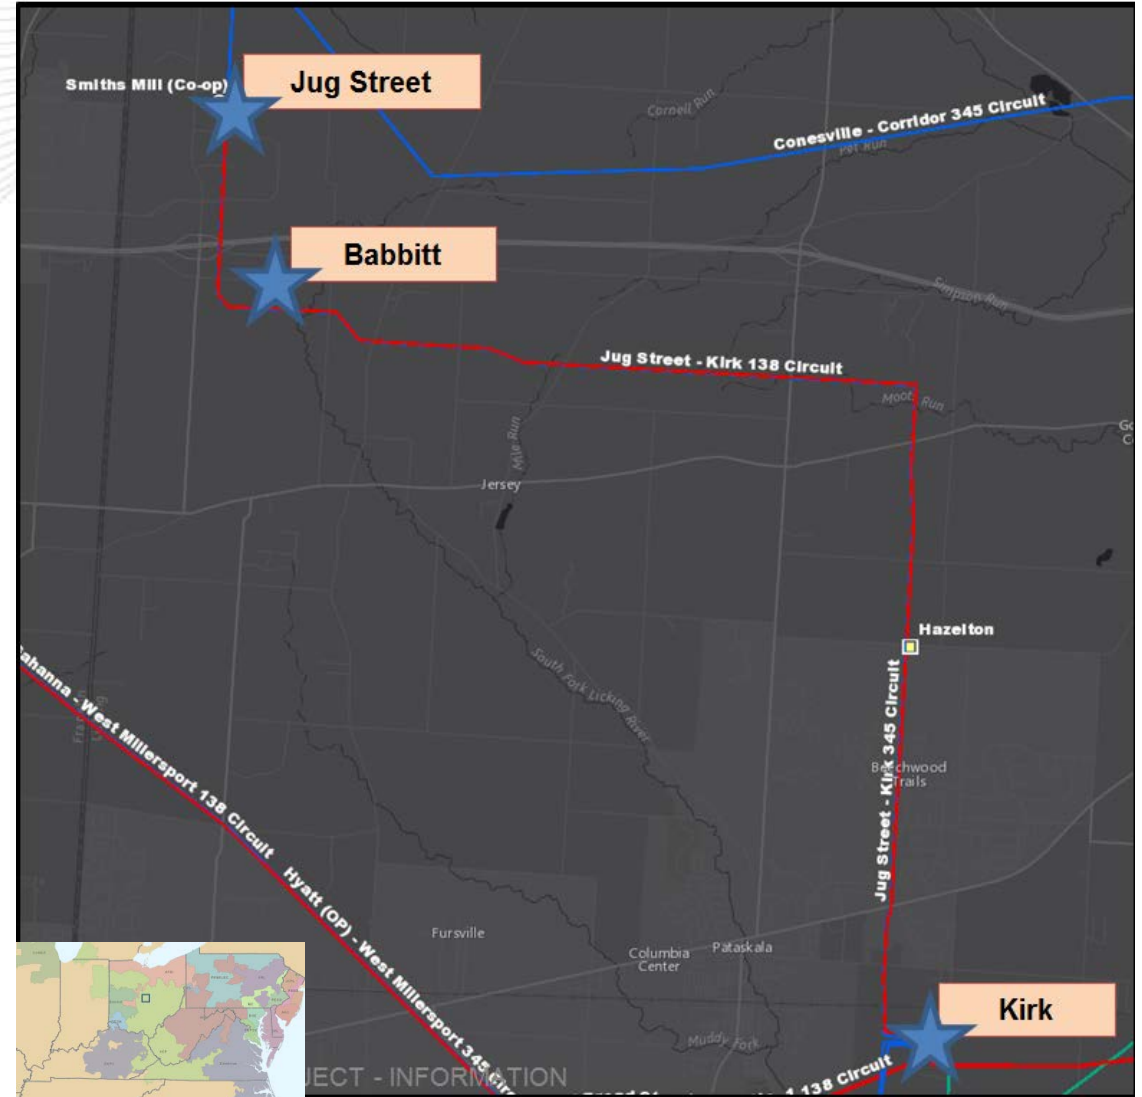 Jug Street
Smiths Mill (Co-op)
Cornell Run
Conesville - Corridor 345 Circuit
Pet Run
Babbitt
Simpson Run
Jug Street - Kirk 138 Circuit
Moots Run
Mile Run
Jersey
Hazelton
South Fork Licking River
Jug Street - Kirk 345 Circuit
Beechwood
Trails
ahanna - West Millersport 138 Circuit
Hyatt (OP) - West Millersport 345 Circ
Fursville
Columbia
Center
Pataskala
Kirk
Muddy Fork
138 Circuit
JECT - INFORMATION